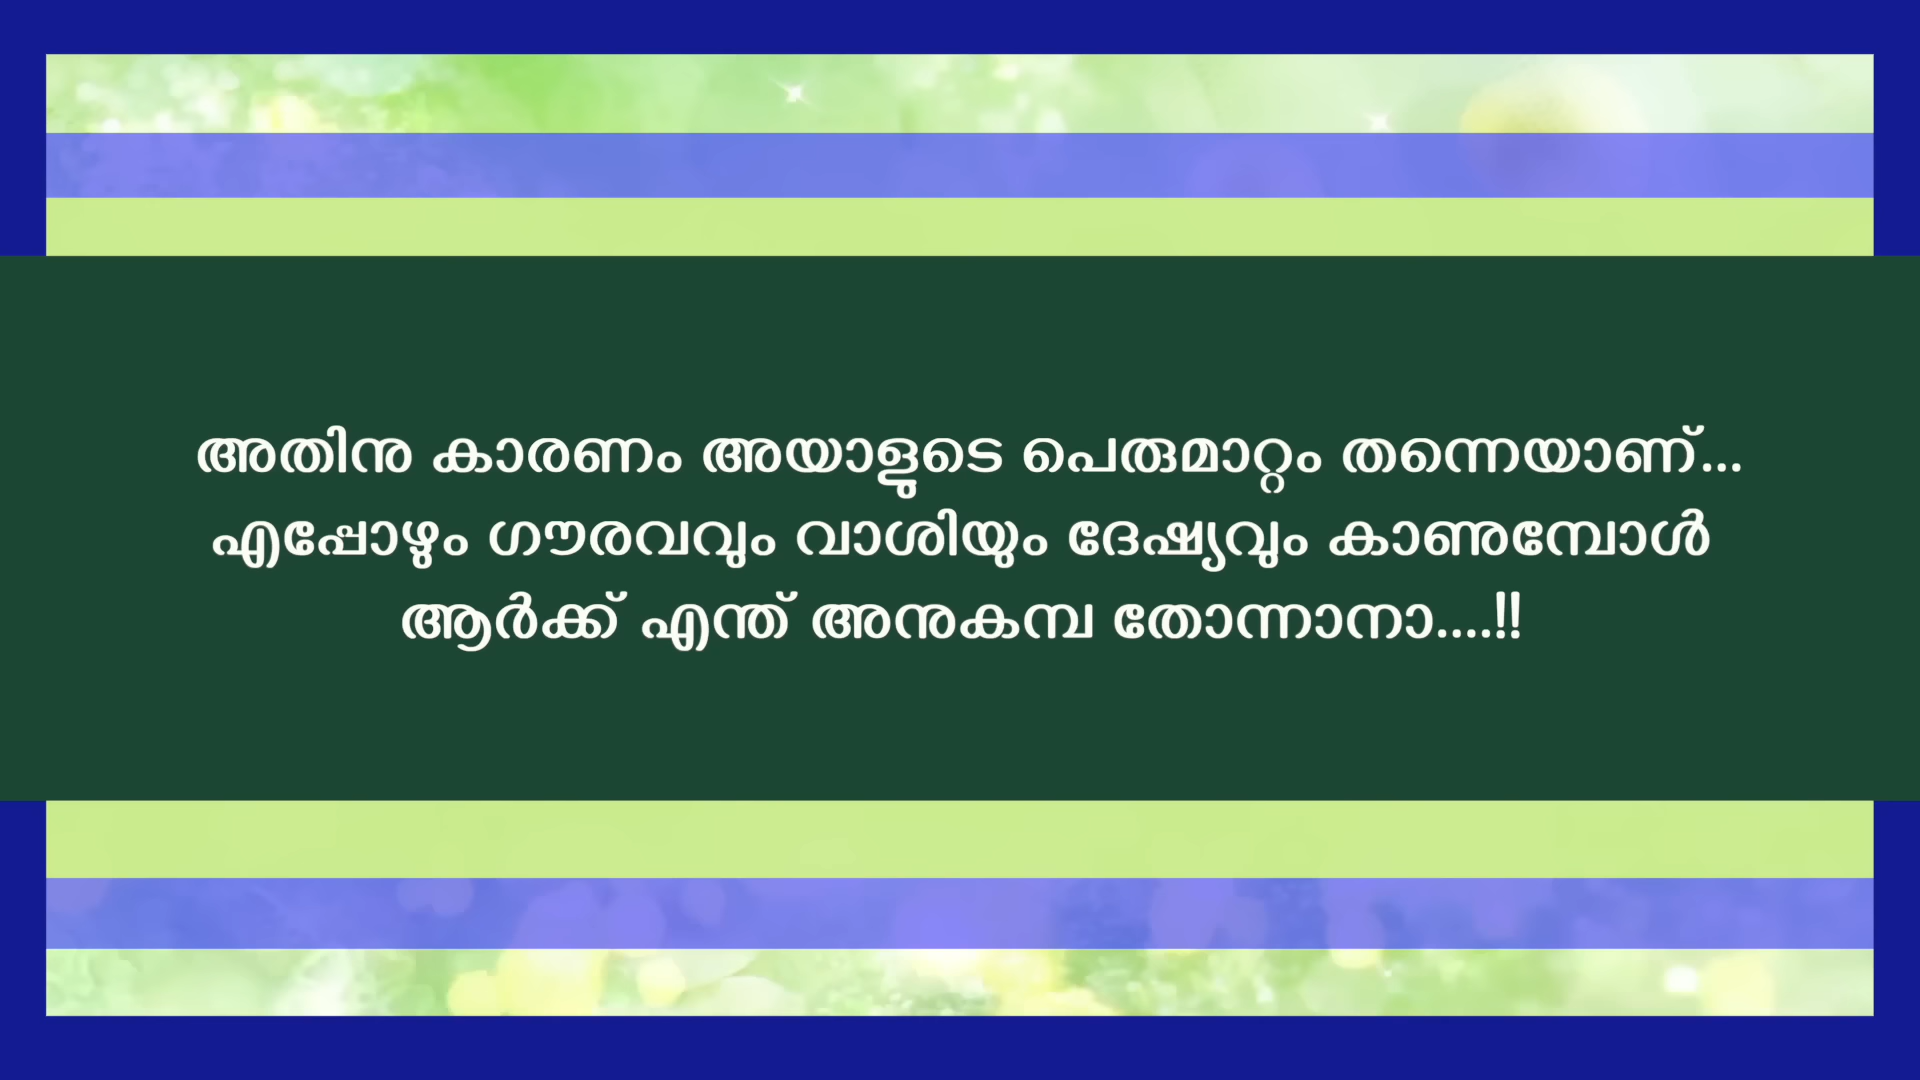 അതിനു കാരണം അയാളുടെ പെരുമാറ്റം തന്നെയാണ്...
എപ്പോഴും ഗൗരവവും വാശിയും ദേഷ്യവും കാണുമ്പോൾ
ആർക്ക് എന്ത് അനുകമ്പ തോന്നാനാ....!!